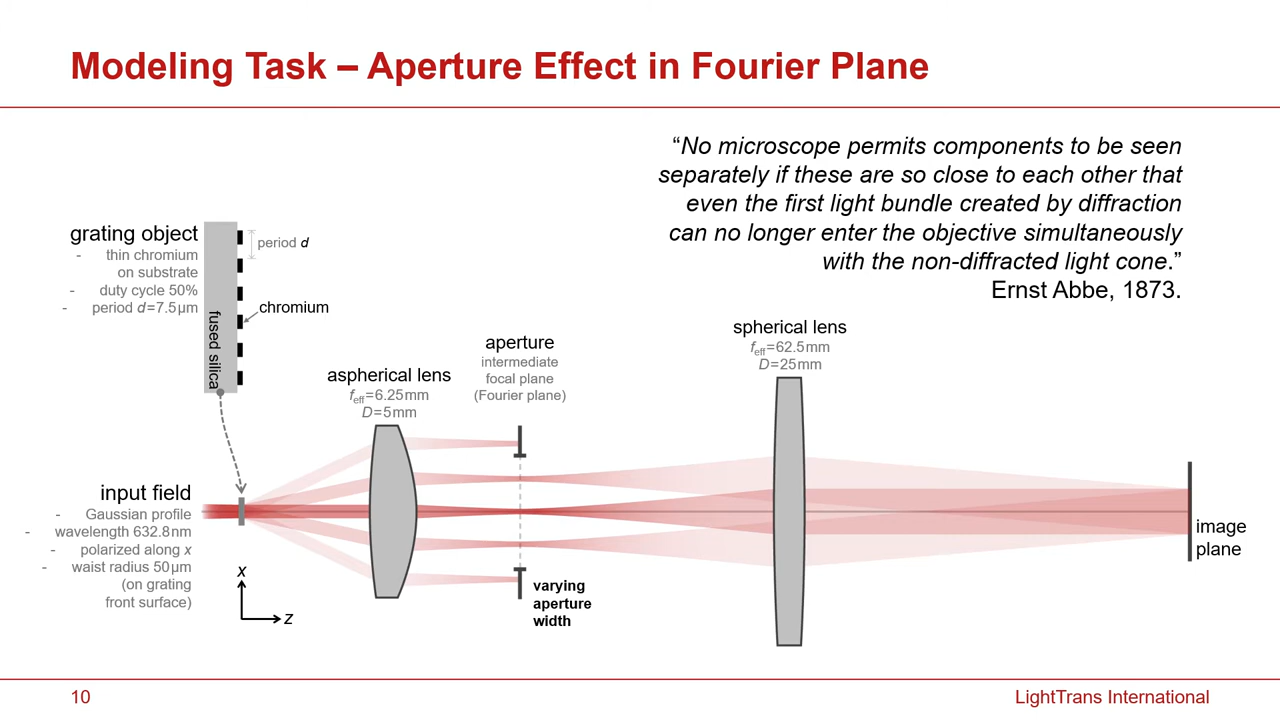 Modeling Task – Aperture Effect in Fourier Plane
“No microscope permits components to be seen
separately if these are so close to each other that
even the first light bundle created by diffraction
can no longer enter the objective simultaneously
with the non-diffracted light cone.”
Ernst Abbe, 1873.
grating object
- thin chromium
on substrate
- duty cycle 50%
- period d=7.5µm
fused silica
period d
chromium
aspherical lens
feff=6.25mm
D=5mm
aperture
intermediate
focal plane
(Fourier plane)
spherical lens
feff=62.5mm
D=25mm
input field
- Gaussian profile
- wavelength 632.8nm
- polarized along x
- waist radius 50µm
(on grating
front surface)
x
z
varying
aperture
width
image
plane
10
LightTrans International